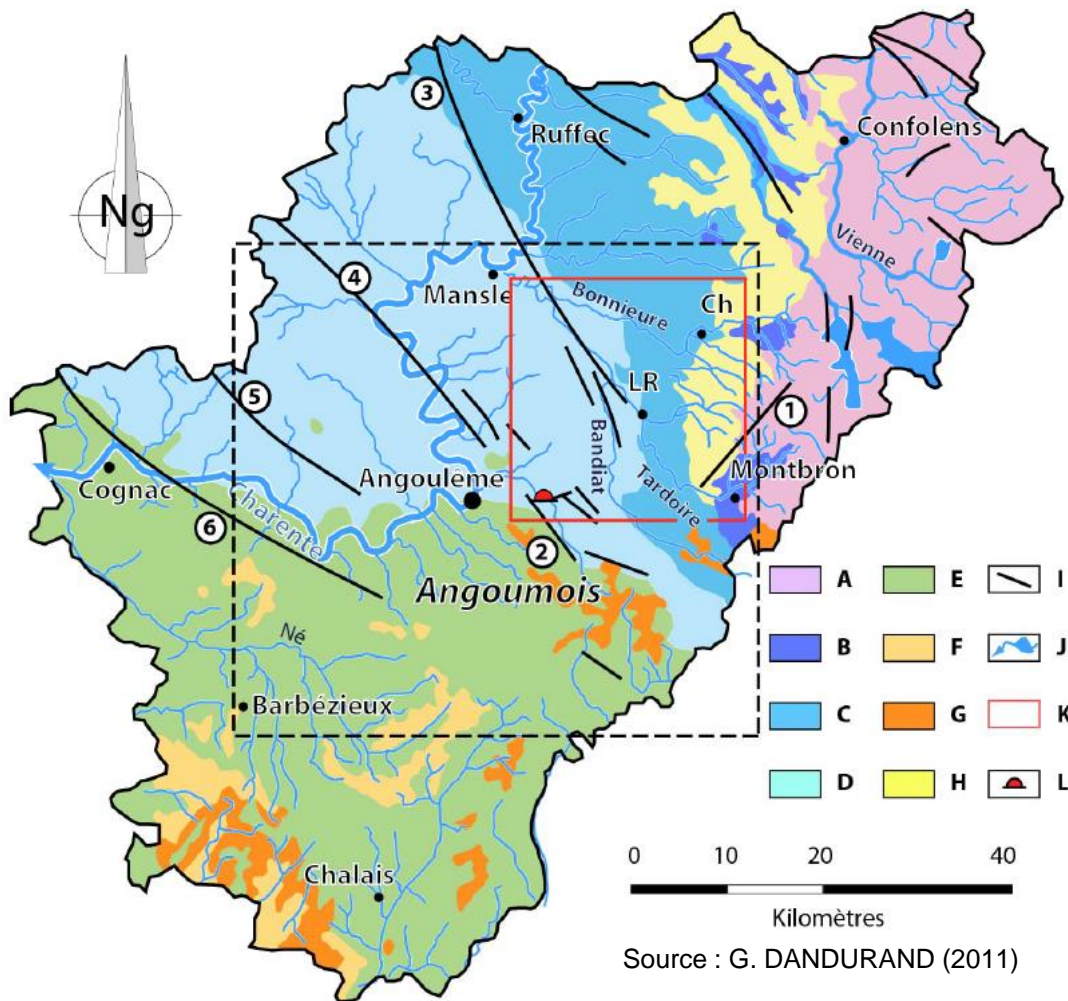 3
Ruffec
Confolens
Ng
Vienne
4
Mansle
Bonnieure
Ch
5
LR
1
Bandiat
Angoulême
Montbron
Cognac
Tardoire
6
Charente
2
Angoumois
A E I
Né
B F J
Barbézieux
C G K
D H L
Chalais
0 10 20 40
Kilomètres
Source : G. DANDURAND (2011)